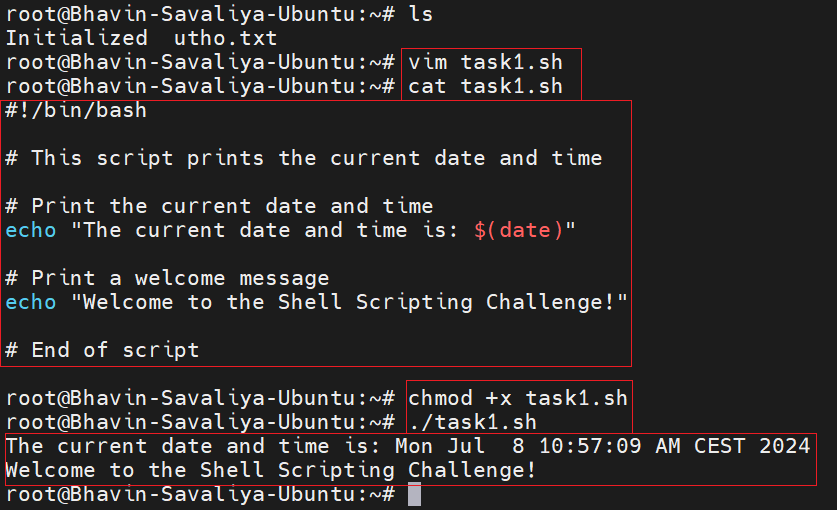 root@Bhavin-Savaliya-Ubuntu:~# ls
Initialized  utho.txt
root@Bhavin-Savaliya-Ubuntu:~# vim task1.sh
root@Bhavin-Savaliya-Ubuntu:~# cat task1.sh
#!/bin/bash

# This script prints the current date and time

# Print the current date and time
echo "The current date and time is: $(date)"

# Print a welcome message
echo "Welcome to the Shell Scripting Challenge!"

# End of script

root@Bhavin-Savaliya-Ubuntu:~# chmod +x task1.sh
root@Bhavin-Savaliya-Ubuntu:~# ./task1.sh
The current date and time is: Mon Jul  8 10:57:09 AM CEST 2024
Welcome to the Shell Scripting Challenge!
root@Bhavin-Savaliya-Ubuntu:~#